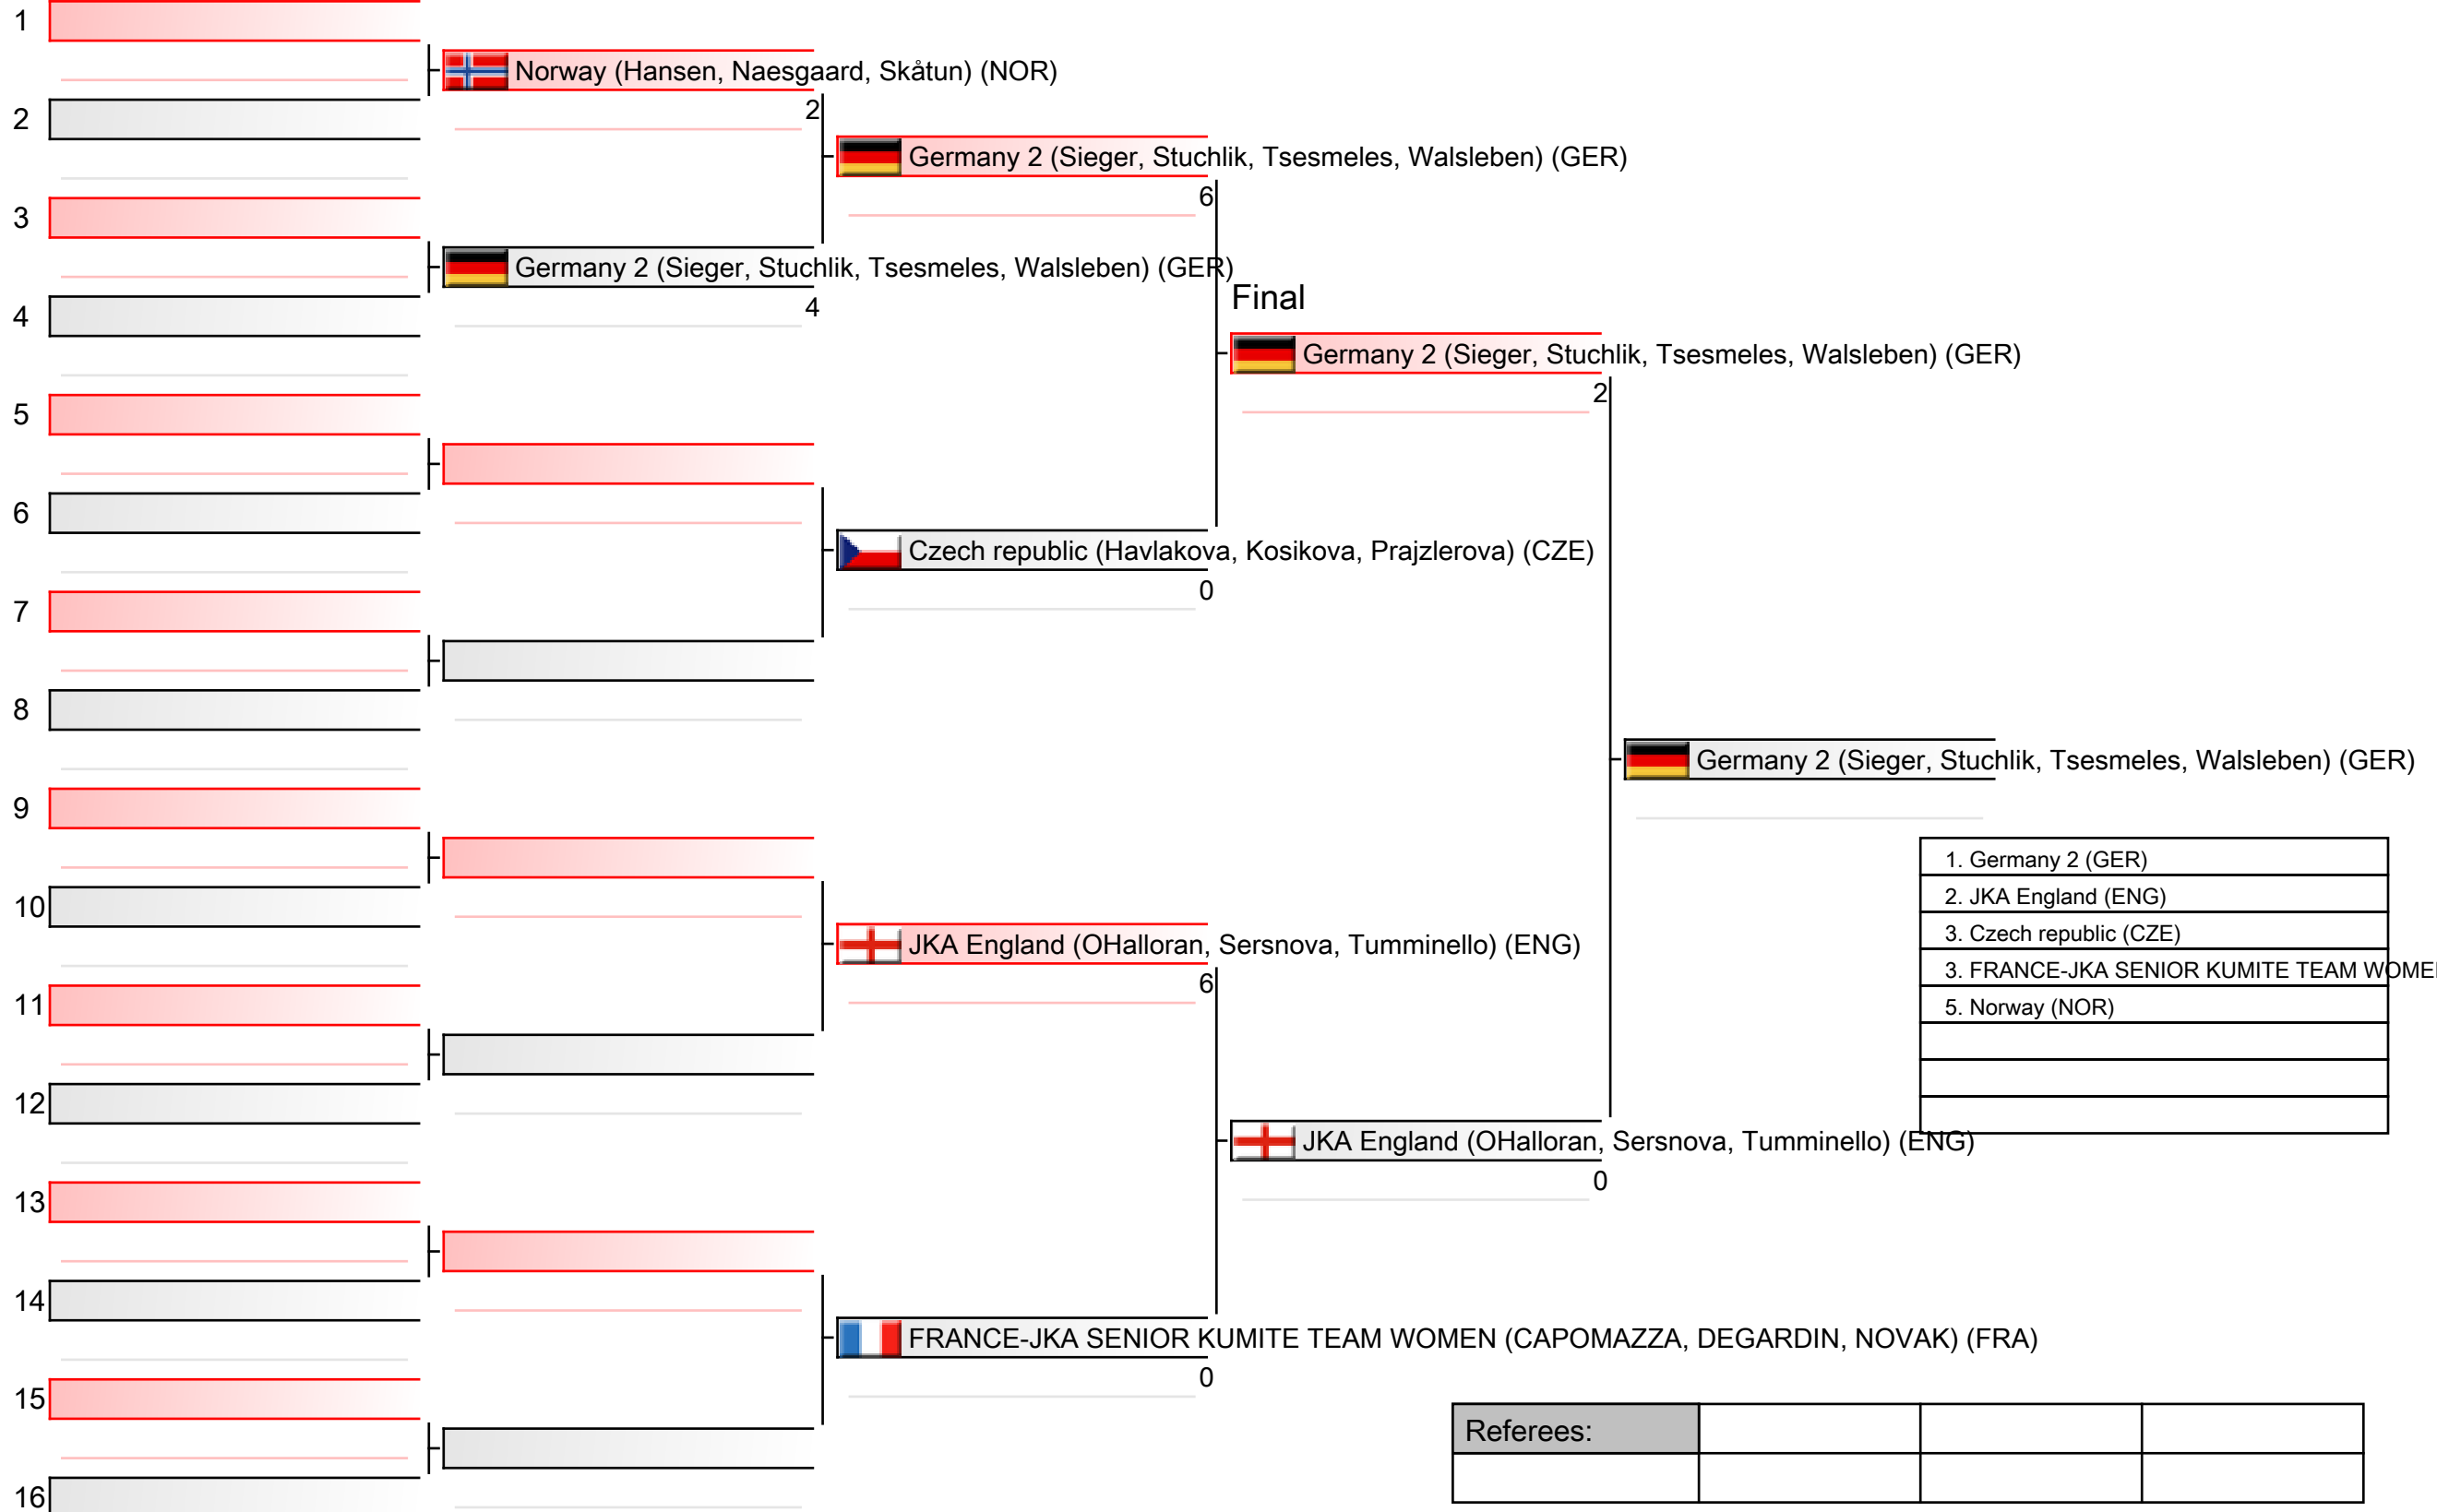 1
Norway (Hansen, Naesgaard, Skåtun) (NOR)
2
2
Germany 2 (Sieger, Stuchlik, Tsesmeles, Walsleben) (GER)
6
3
Germany 2 (Sieger, Stuchlik, Tsesmeles, Walsleben) (GER)
4
4
Final
Germany 2 (Sieger, Stuchlik, Tsesmeles, Walsleben) (GER)
2
5
6
Czech republic (Havlakova, Kosikova, Prajzlerova) (CZE)
0
7
8
Germany 2 (Sieger, Stuchlik, Tsesmeles, Walsleben) (GER)
9
1. Germany 2 (GER)
2. JKA England (ENG)
3. Czech republic (CZE)
3. FRANCE-JKA SENIOR KUMITE TEAM WOME
5. Norway (NOR)
10
JKA England (OHalloran, Sersnova, Tumminello) (ENG)
6
11
12
JKA England (OHalloran, Sersnova, Tumminello) (ENG)
0
13
14
FRANCE-JKA SENIOR KUMITE TEAM WOMEN (CAPOMAZZA, DEGARDIN, NOVAK) (FRA)
0
15
Referees:
16